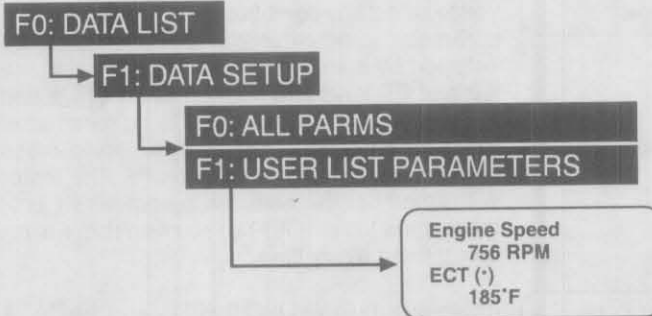 F0: DATA LIST
F1: DATA SETUP
F0: ALL PARMS
F1: USER LIST PARAMETERS
Engine Speed
756 RPM
ECT (·)
185°F